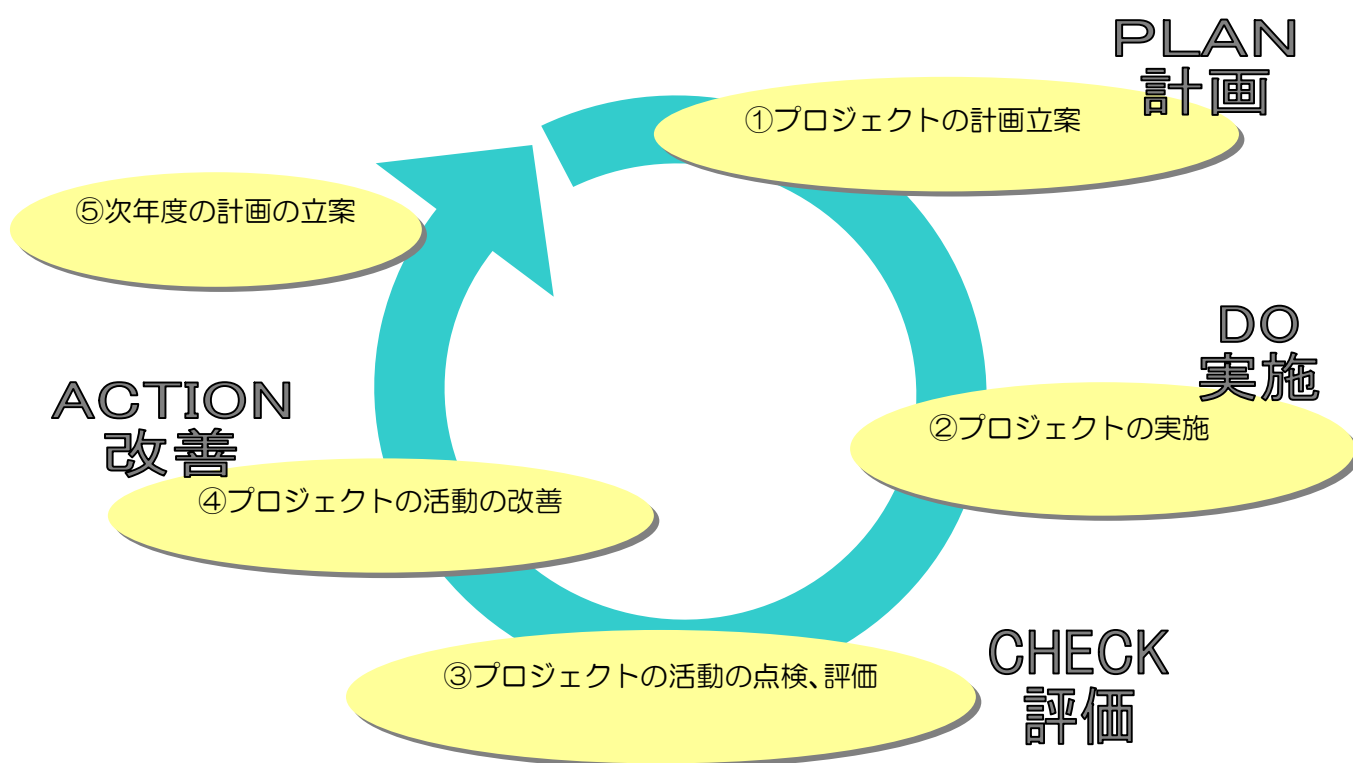 PLAN
計画
①プロジェクトの計画立案
DO
実施
②プロジェクトの実施
CHECK
評価
③プロジェクトの活動の点検、評価
ACTION
改善
④プロジェクトの活動の改善
⑤次年度の計画の立案